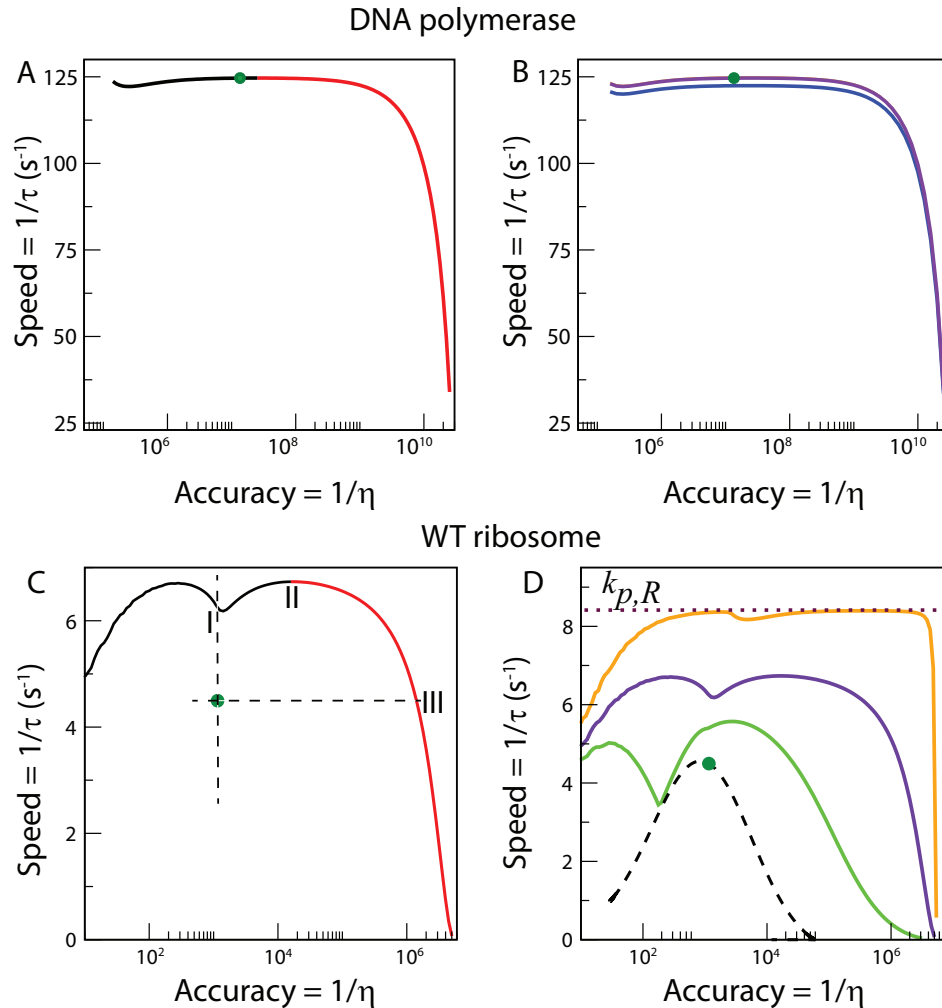 DNA polymerase
A
125
100
75
50
25
Speed = 1/τ (s⁻¹)
10⁶ 10⁸ 10¹⁰
Accuracy = 1/η
B
125
100
75
50
25
Speed = 1/τ (s⁻¹)
10⁶ 10⁸ 10¹⁰
Accuracy = 1/η
WT ribosome
C
6
4
2
0
Speed = 1/τ (s⁻¹)
I
II
III
10² 10⁴ 10⁶
Accuracy = 1/η
D
k_{p,R}
8
6
4
2
0
Speed = 1/τ (s⁻¹)
10² 10⁴ 10⁶
Accuracy = 1/η